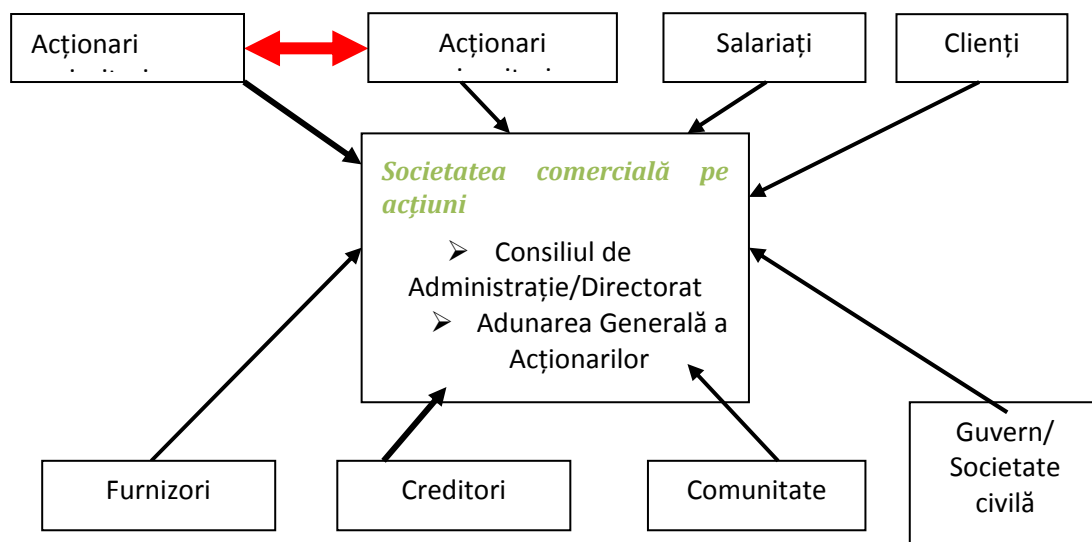 Acționari
Acționari
Salariați
Clienți
Societatea comercială pe
acțiuni
➢ Consiliul de
Administrație/Directorat
➢ Adunarea Generală a
Acționarilor
Furnizori
Creditori
Comunitate
Guvern/
Societate
civilă